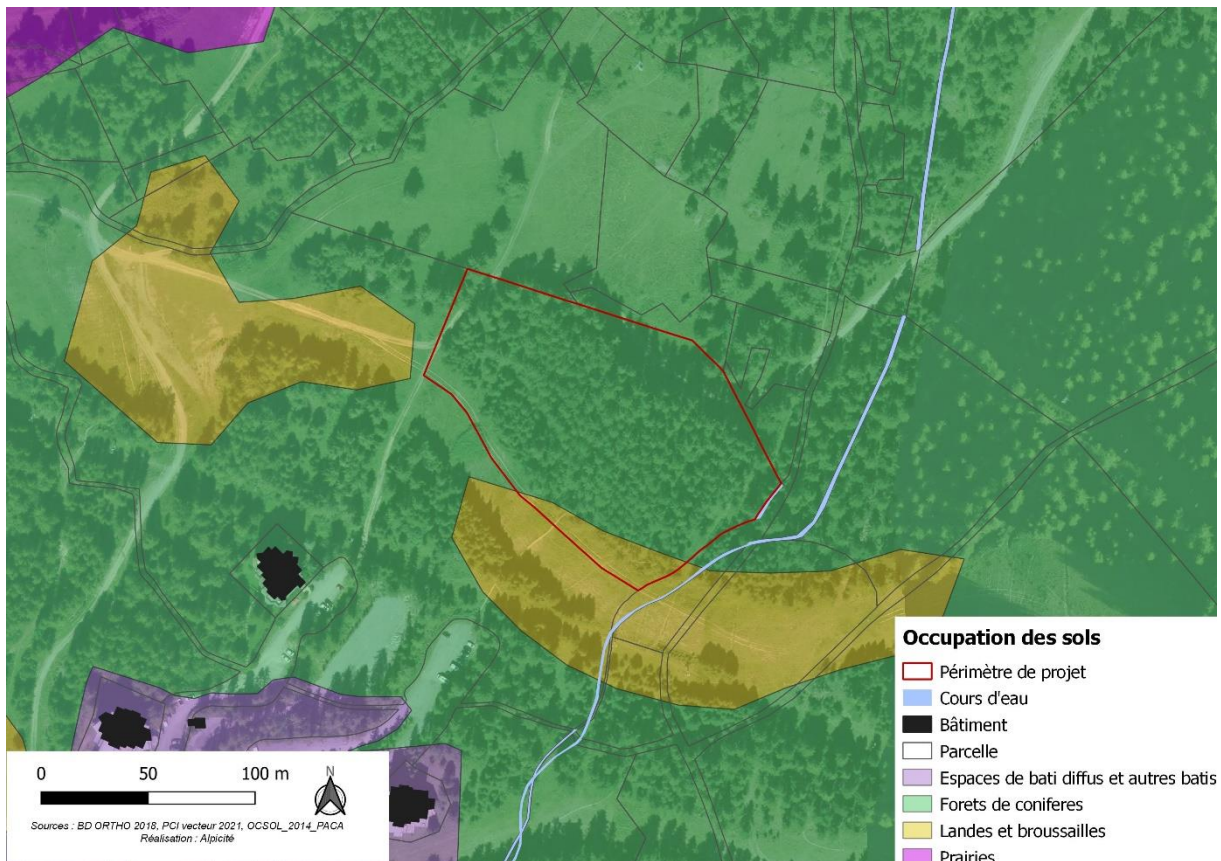 Occupation des sols
Périmètre de projet
Cours d'eau
Bâtiment
Parcelle
Espaces de bati diffus et autres batis
Forets de coniferes
Landes et broussailles
Prairies
0 50 100 m
N
Sources : BD ORTHO 2018, PCI vecteur 2021, OCSOL_2014_PACA
Réalisation : Alpicité